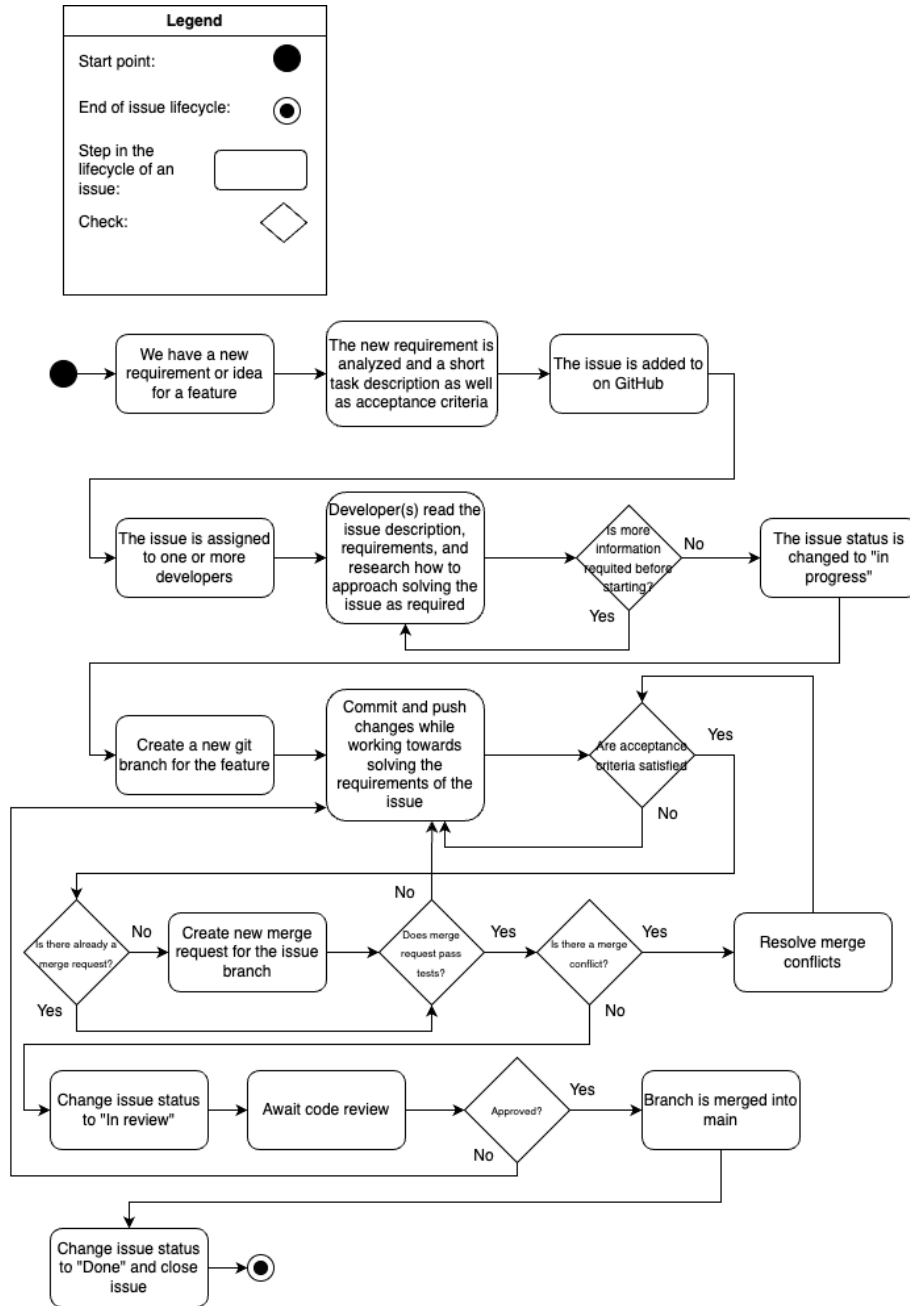 Legend
Start point:
End of issue lifecycle:
Step in the
lifecycle of an
issue:
Check:
We have a new
requirement or idea
for a feature
The new requirement is
analyzed and a short
task description as well
as acceptance criteria
The issue is added to
on GitHub
The issue is assigned
to one or more
developers
Developer(s) read the
issue description,
requirements, and
research how to
approach solving the
issue as required
Is more
information
requited before
starting?
No
Yes
The issue status is
changed to "in
progress"
Create a new git
branch for the feature
Commit and push
changes while
working towards
solving the
requirements of the
issue
Are acceptance
criteria satisfied
Yes
No
Is there already a
merge request?
No
Yes
Create new merge
request for the issue
branch
No
Does merge
request pass
tests?
Yes
Is there a merge
conflict?
Yes
No
Resolve merge
conflicts
Change issue status
to "In review"
Await code review
Approved?
Yes
No
Branch is merged into
main
Change issue status
to "Done" and close
issue